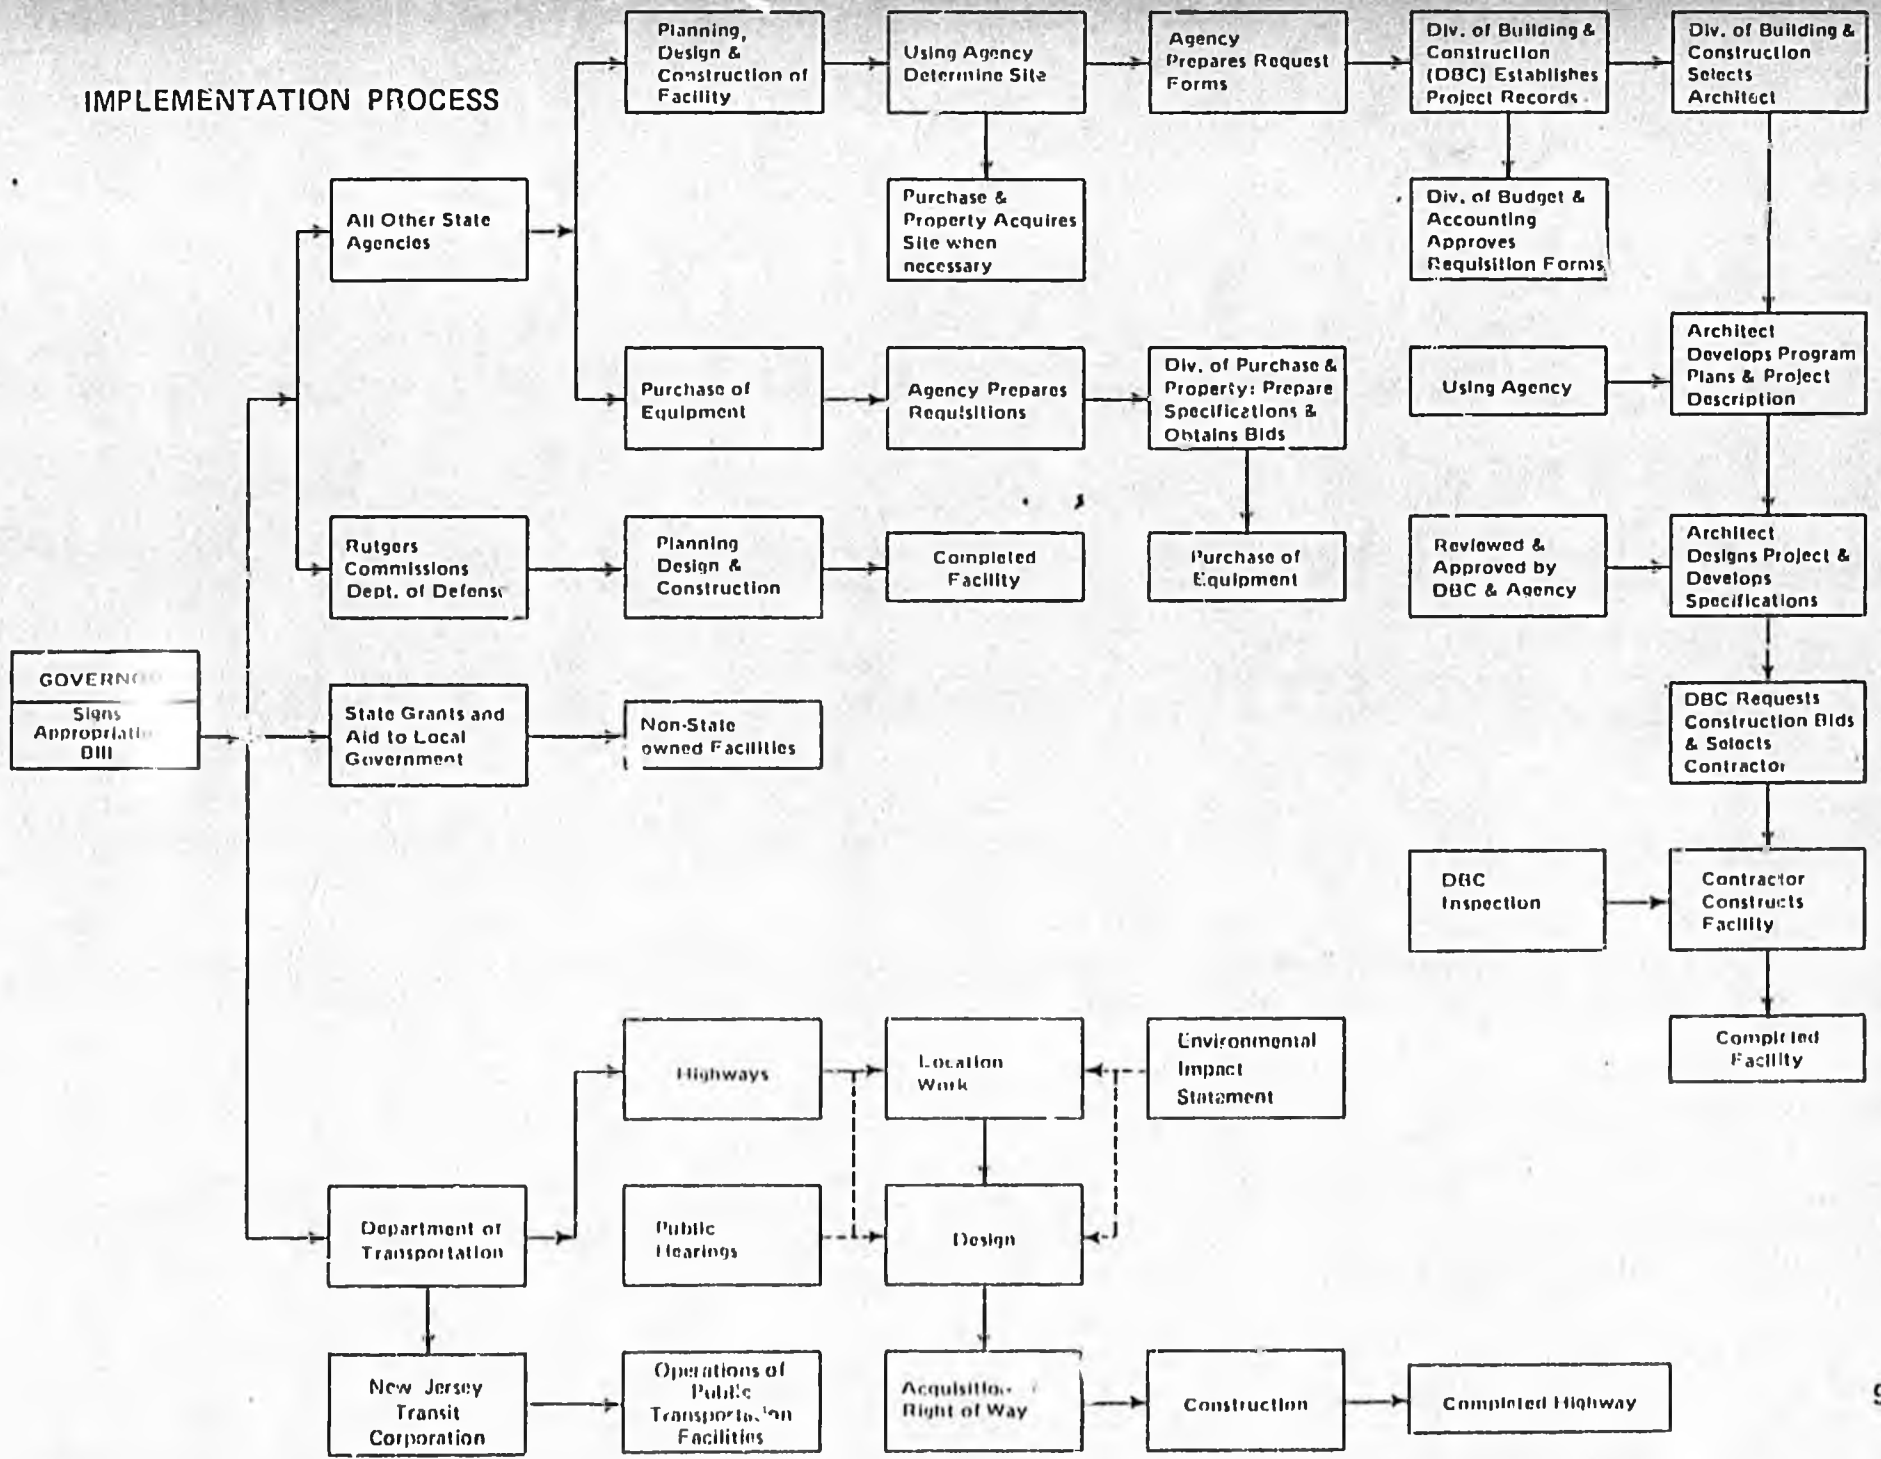 IMPLEMENTATION PROCESS
Planning,
Design &
Construction of
Facility
Using Agency
Determine Site
Agency
Prepares Request
Forms
Div. of Building &
Construction
(DBC) Establishes
Project Records
Div. of Building &
Construction
Selects
Architect
All Other State
Agencies
Purchase &
Property Acquires
Site when
necessary
Div. of Budget &
Accounting
Approves
Requisition Forms
Purchase of
Equipment
Agency Prepares
Requisitions
Div. of Purchase &
Property: Prepare
Specifications &
Obtains Bids
Using Agency
Architect
Develops Program
Plans & Project
Description
Rutgers
Commissions
Dept. of Defense
Planning
Design &
Construction
Completed
Facility
Purchase of
Equipment
Reviewed &
Approved by
DBC & Agency
Architect
Designs Project &
Develops
Specifications
GOVERNO
Signs
Appropriati
Bill
State Grants and
Aid to Local
Government
Non-State
owned Facilities
DBC Requests
Construction Bids
& Selects
Contractor
DBC
Inspection
Contractor
Constructs
Facility
Completed
Facility
Highways
Location
Work
Environmental
Impact
Statement
Department of
Transportation
Public
Hearings
Design
New Jersey
Transit
Corporation
Operations of
Public
Transportation
Facilities
Acquisition
Right of Way
Construction
Completed Highway
9